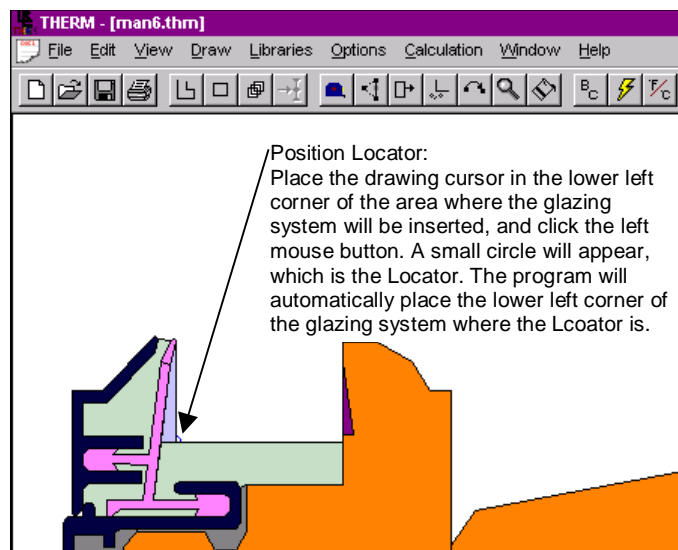 THERM - [man6.thm]
File Edit View Draw Libraries Options Calculation Window Help
BC °F/°C
Position Locator:
Place the drawing cursor in the lower left
corner of the area where the glazing
system will be inserted, and click the left
mouse button. A small circle will appear,
which is the Locator. The program will
automatically place the lower left corner of
the glazing system where the Lcoator is.